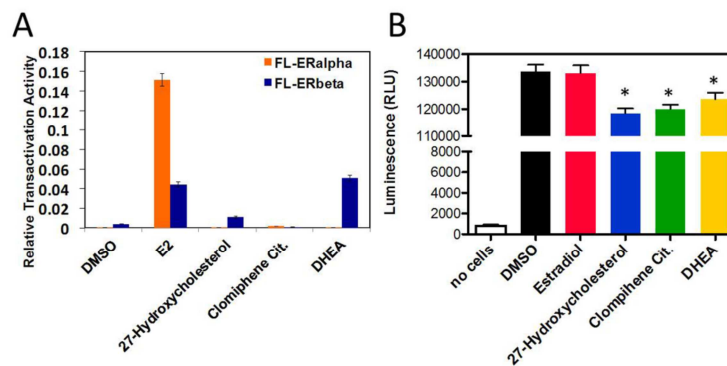 A
Relative Transactivation Activity
0.18
0.16
0.14
0.12
0.1
0.08
0.06
0.04
0.02
0
FL-ERalpha
FL-ERbeta
DMSO
E2
27-Hydroxycholesterol
Clomiphene Cit.
DHEA
B
Luminescence (RLU)
140000
130000
120000
110000
8000
6000
4000
2000
0
*
*
*
no cells
DMSO
Estradiol
27-Hydroxycholesterol
Clompihene Cit.
DHEA